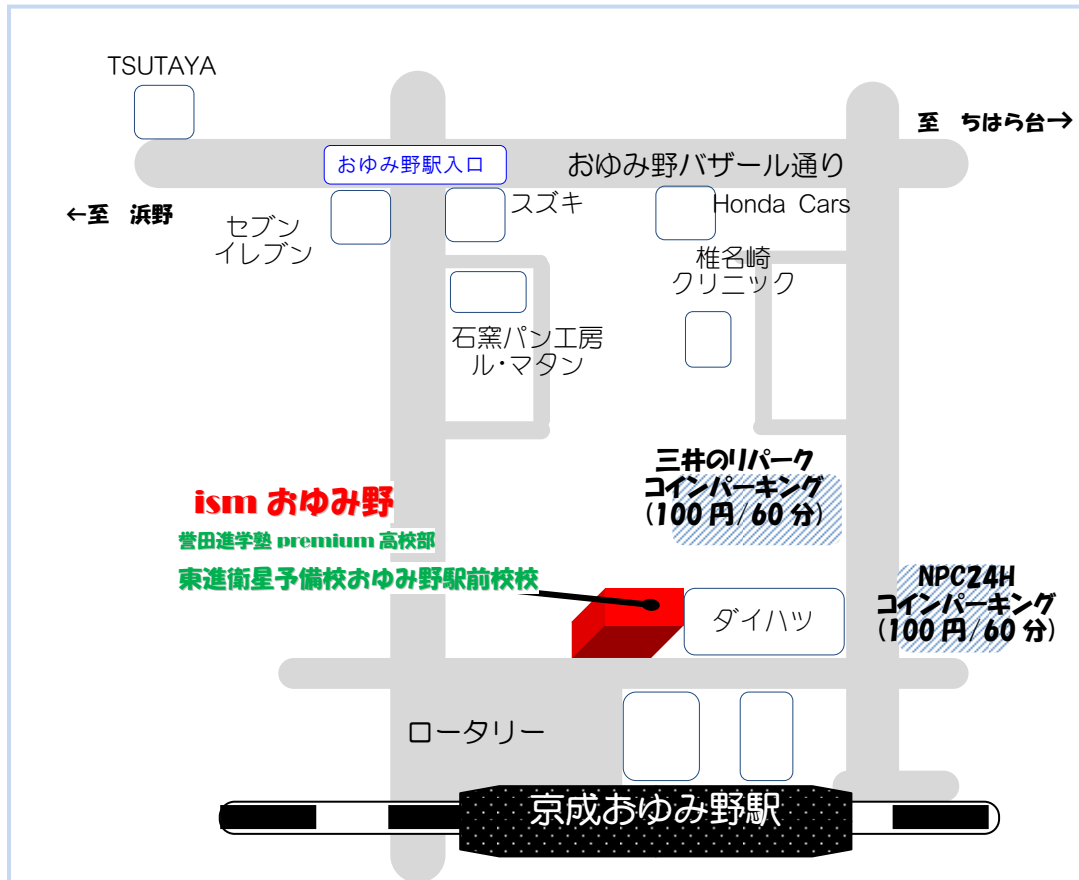 TSUTAYA
至 ちはら台→
おゆみ野駅入口
おゆみ野バザール通り
←至 浜野
セブン
イレブン
スズキ
Honda Cars
椎名崎
クリニック
石窯パン工房
ル・マタン
三井のリパーク
コインパーキング
(100円/60分)
ism おゆみ野
誉田進学塾 premium 高校部
東進衛星予備校おゆみ野駅前校校
NPC24H
コインパーキング
(100円/60分)
ダイハツ
ロータリー
京成おゆみ野駅